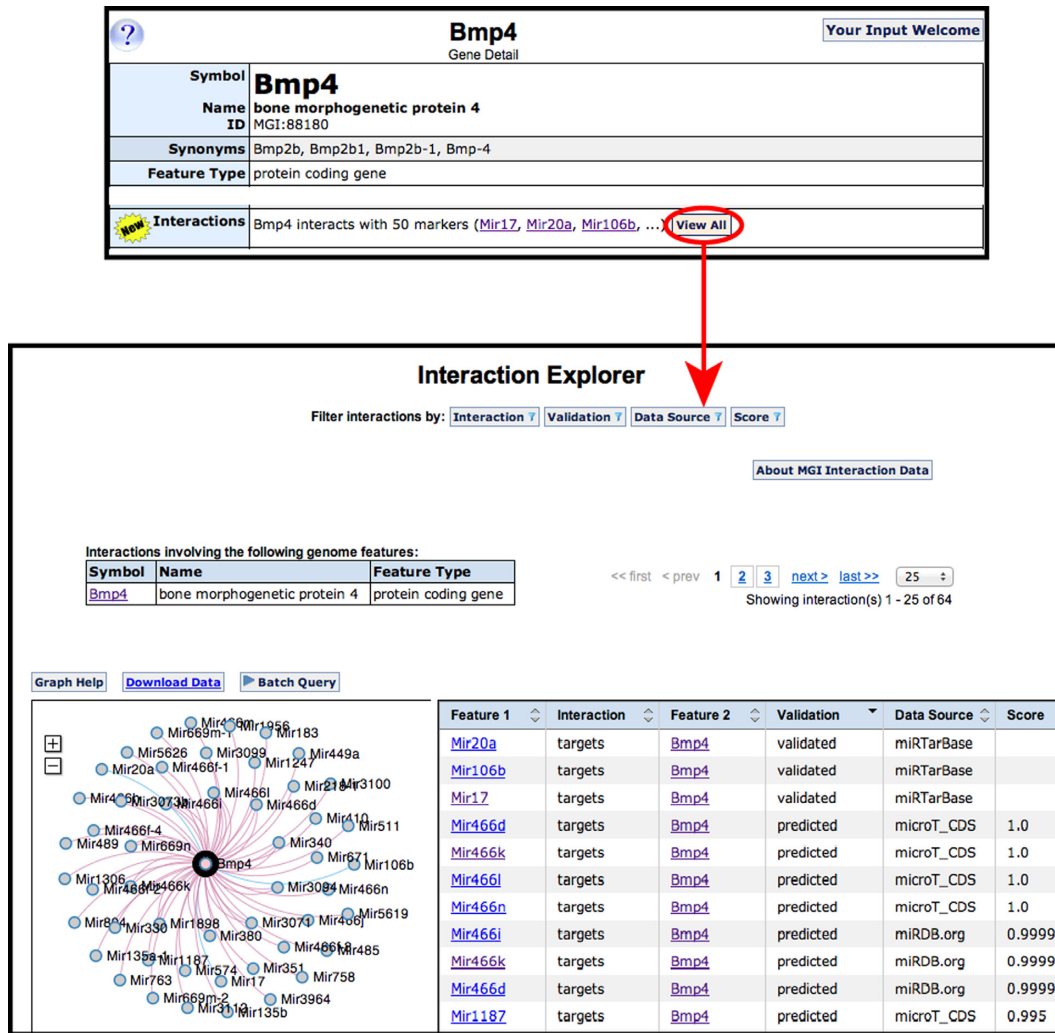 ?
Bmp4
Gene Detail
Your Input Welcome
Symbol Bmp4
Name bone morphogenetic protein 4
ID MGI:88180
Synonyms Bmp2b, Bmp2b1, Bmp2b-1, Bmp-4
Feature Type protein coding gene
New Interactions Bmp4 interacts with 50 markers (Mir17, Mir20a, Mir106b, ...) View All
Interaction Explorer
Filter interactions by: Interaction Validation Data Source Score
About MGI Interaction Data
Interactions involving the following genome features:
Symbol Name Feature Type
Bmp4 bone morphogenetic protein 4 protein coding gene
<< first < prev 1 2 3 next > last >> 25
Showing interaction(s) 1 - 25 of 64
Graph Help Download Data Batch Query
Mir1956
Mir183
Mir5626
Mir3099
Mir449a
Mir20a
Mir466f-1
Mir1247
Mir3100
Mir466l
Mir3073b
Mir466i
Mir466d
Mir466f-4
Mir410
Mir511
Mir489
Mir669n
Mir340
Mir671
Bmp4
Mir106b
Mir1306
Mir466k
Mir3094
Mir466n
Mir330
Mir1898
Mir3071
Mir5619
Mir380
Mir485
Mir1187
Mir574
Mir351
Mir763
Mir17
Mir758
Mir669m-2
Mir3964
Mir135b
Feature 1 Interaction Feature 2 Validation Data Source Score
Mir20a targets Bmp4 validated miRTarBase
Mir106b targets Bmp4 validated miRTarBase
Mir17 targets Bmp4 validated miRTarBase
Mir466d targets Bmp4 predicted microT_CDS 1.0
Mir466k targets Bmp4 predicted microT_CDS 1.0
Mir466l targets Bmp4 predicted microT_CDS 1.0
Mir466n targets Bmp4 predicted microT_CDS 1.0
Mir466i targets Bmp4 predicted miRDB.org 0.9999
Mir466k targets Bmp4 predicted miRDB.org 0.9999
Mir466d targets Bmp4 predicted miRDB.org 0.9999
Mir1187 targets Bmp4 predicted microT_CDS 0.995